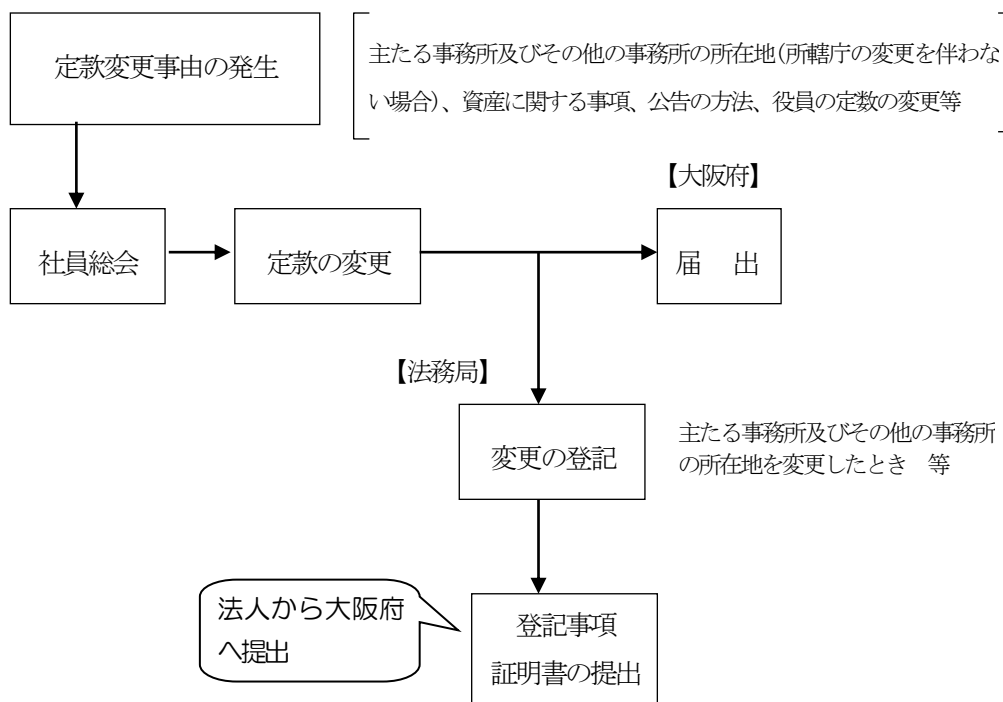 定款変更事由の発生
主たる事務所及びその他の事務所の所在地(所轄庁の変更を伴わな
い場合)、資産に関する事項、公告の方法、役員の定数の変更等
【大阪府】
社員総会
定款の変更
届　出
【法務局】
変更の登記
主たる事務所及びその他の事務所
の所在地を変更したとき　等
法人から大阪府
へ提出
登記事項
証明書の提出